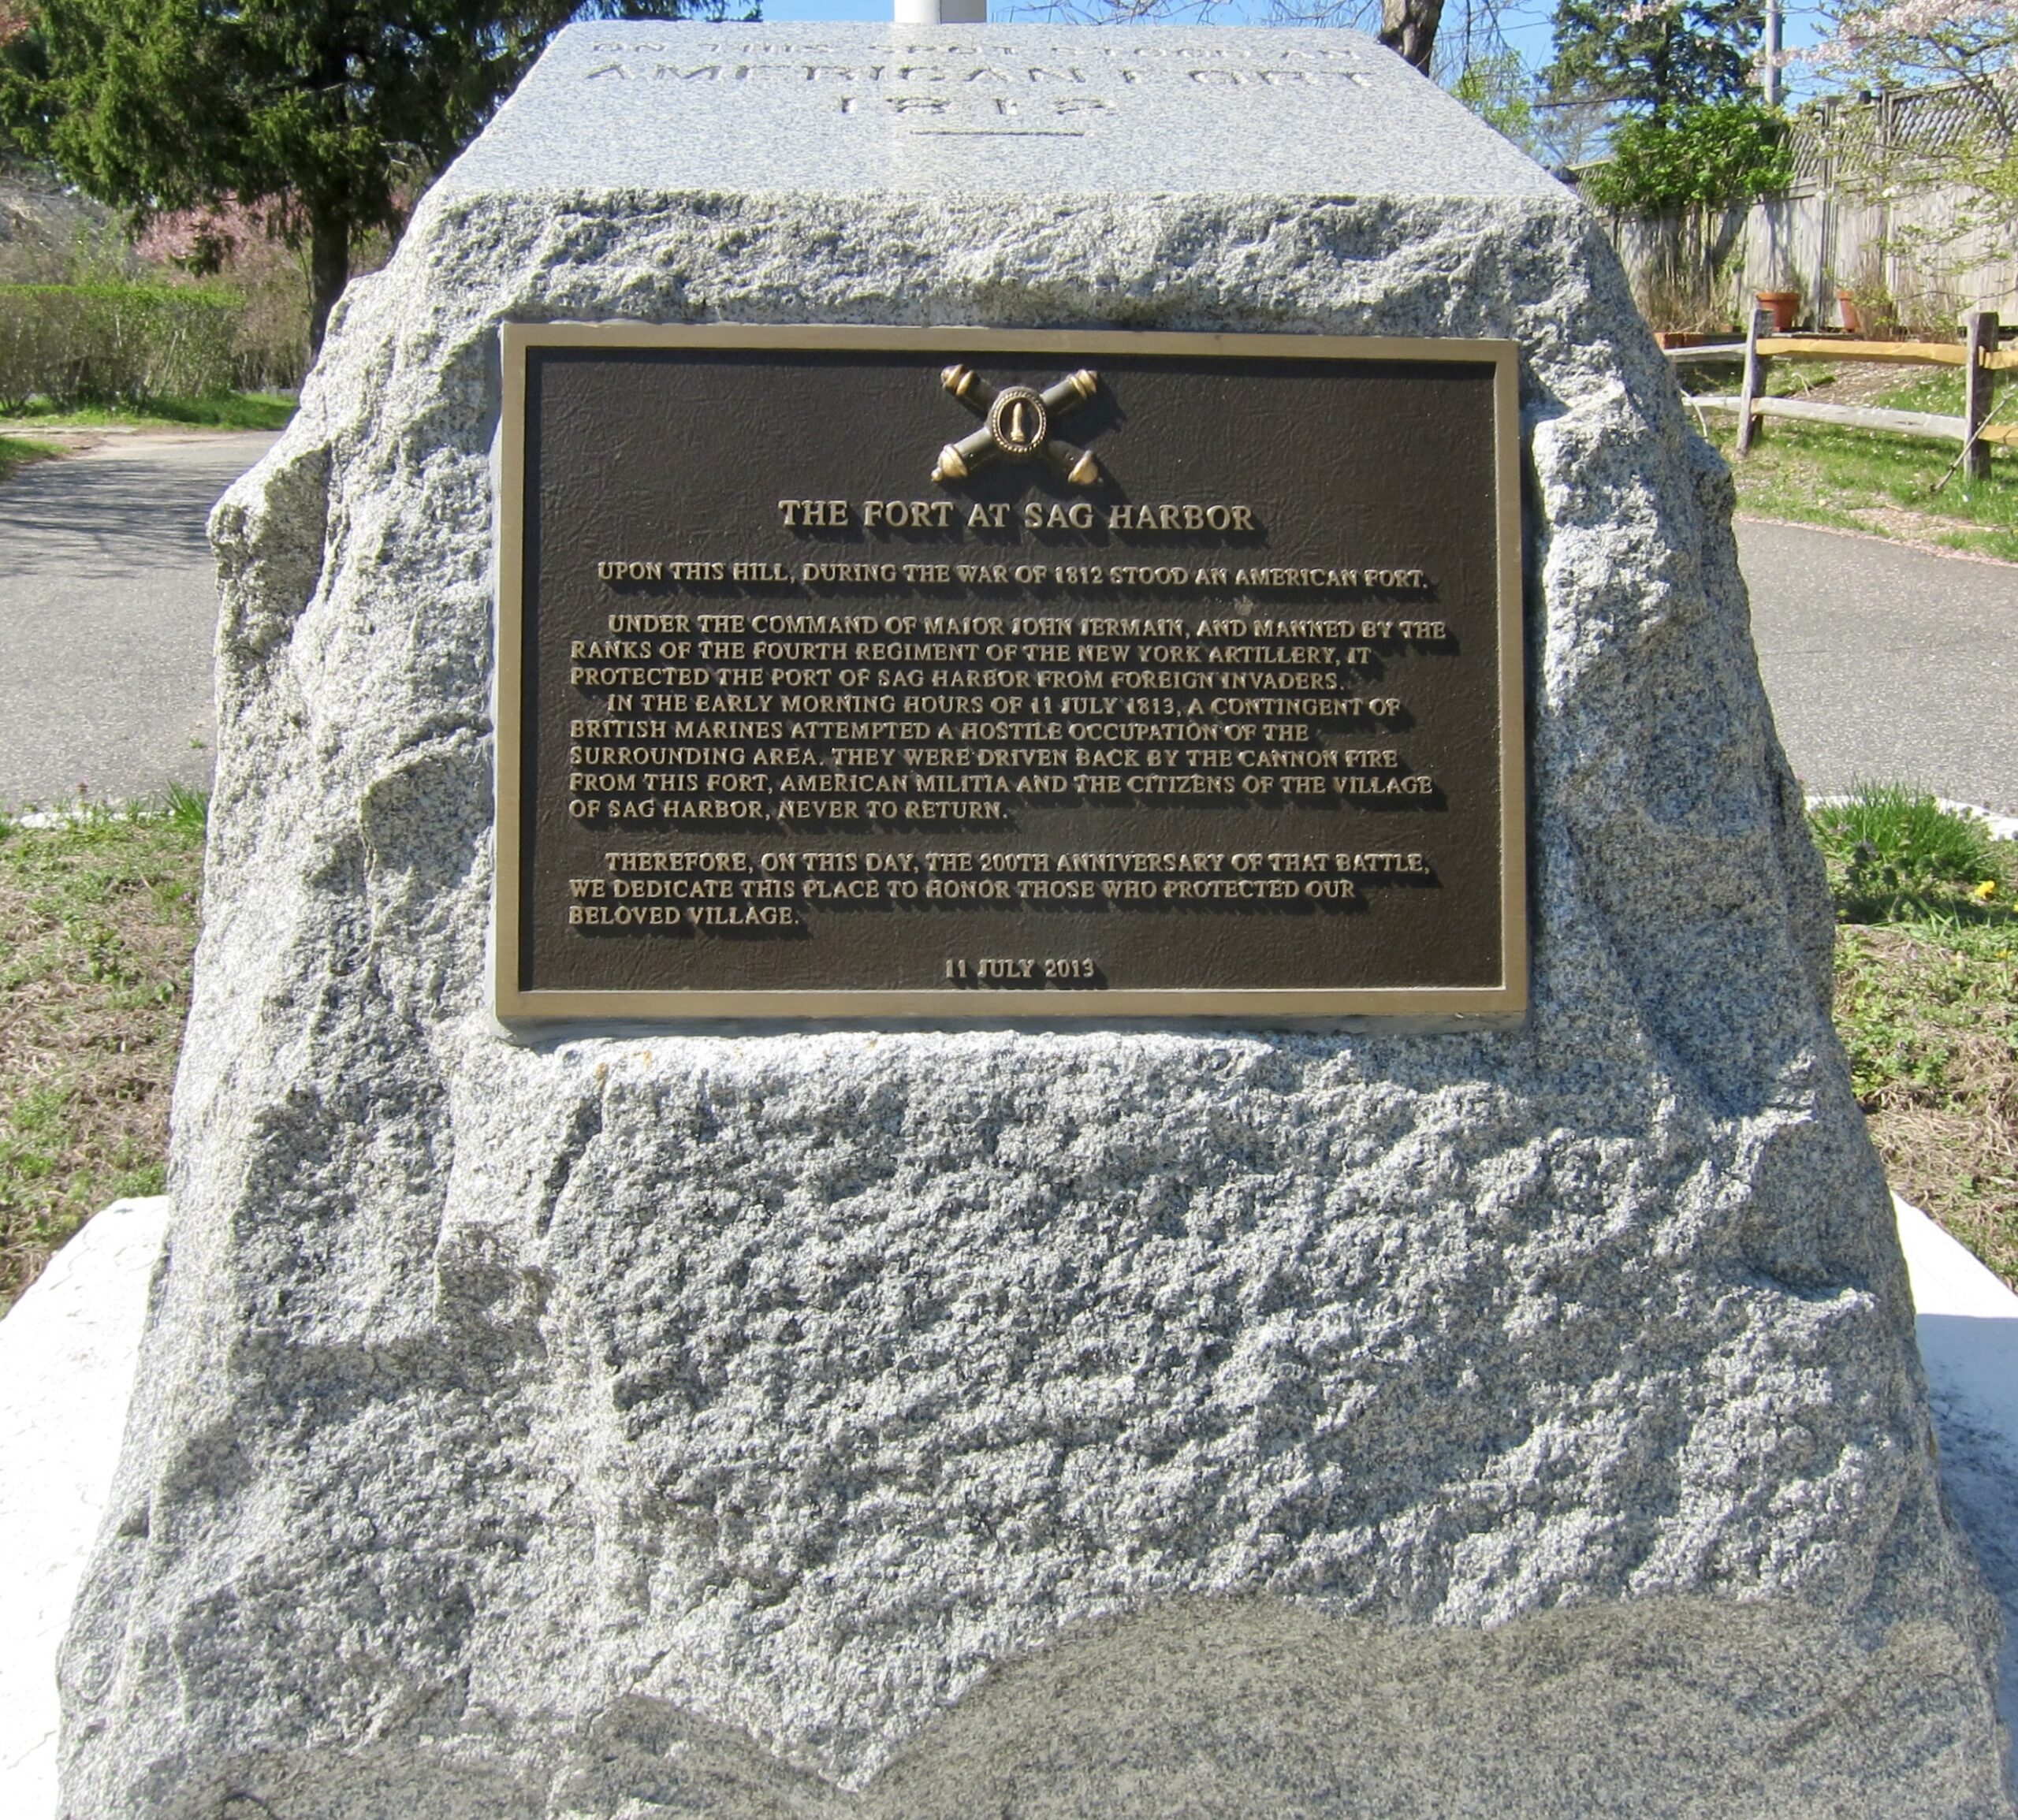 ON THIS SPOT STOOD AN
AMERICAN FORT
1812
THE FORT AT SAG HARBOR
UPON THIS HILL, DURING THE WAR OF 1812 STOOD AN AMERICAN FORT.
UNDER THE COMMAND OF MAJOR JOHN JERMAIN, AND MANNED BY THE
RANKS OF THE FOURTH REGIMENT OF THE NEW YORK ARTILLERY, IT
PROTECTED THE PORT OF SAG HARBOR FROM FOREIGN INVADERS.
IN THE EARLY MORNING HOURS OF 11 JULY 1813, A CONTINGENT OF
BRITISH MARINES ATTEMPTED A HOSTILE OCCUPATION OF THE
SURROUNDING AREA. THEY WERE DRIVEN BACK BY THE CANNON FIRE
FROM THIS FORT, AMERICAN MILITIA AND THE CITIZENS OF THE VILLAGE
OF SAG HARBOR, NEVER TO RETURN.
THEREFORE, ON THIS DAY, THE 200TH ANNIVERSARY OF THAT BATTLE,
WE DEDICATE THIS PLACE TO HONOR THOSE WHO PROTECTED OUR
BELOVED VILLAGE.
11 JULY 2013